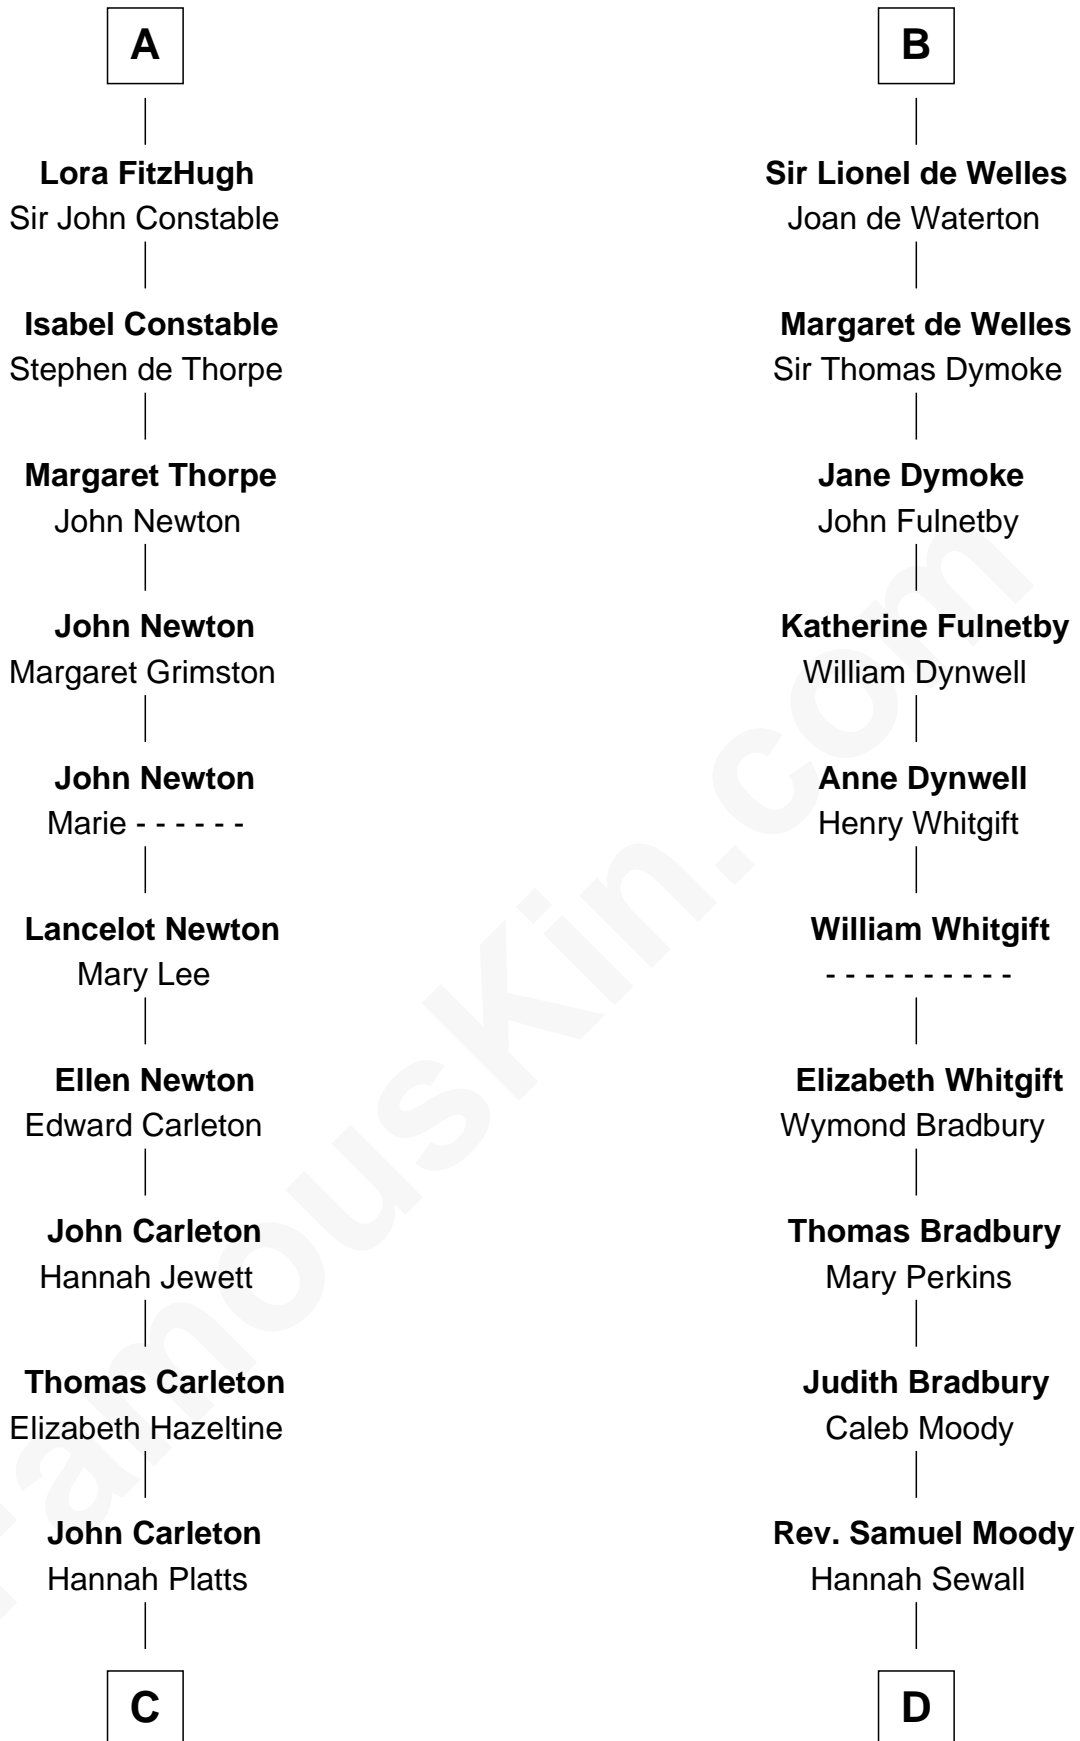 A
Lora FitzHugh
Sir John Constable
Isabel Constable
Stephen de Thorpe
Margaret Thorpe
John Newton
John Newton
Margaret Grimston
John Newton
Marie - - - - - -
Lancelot Newton
Mary Lee
Ellen Newton
Edward Carleton
John Carleton
Hannah Jewett
Thomas Carleton
Elizabeth Hazeltine
John Carleton
Hannah Platts
C
B
Sir Lionel de Welles
Joan de Waterton
Margaret de Welles
Sir Thomas Dymoke
Jane Dymoke
John Fulnetby
Katherine Fulnetby
William Dynwell
Anne Dynwell
Henry Whitgift
William Whitgift
- - - - - - - - - -
Elizabeth Whitgift
Wymond Bradbury
Thomas Bradbury
Mary Perkins
Judith Bradbury
Caleb Moody
Rev. Samuel Moody
Hannah Sewall
D
FamousKin.com